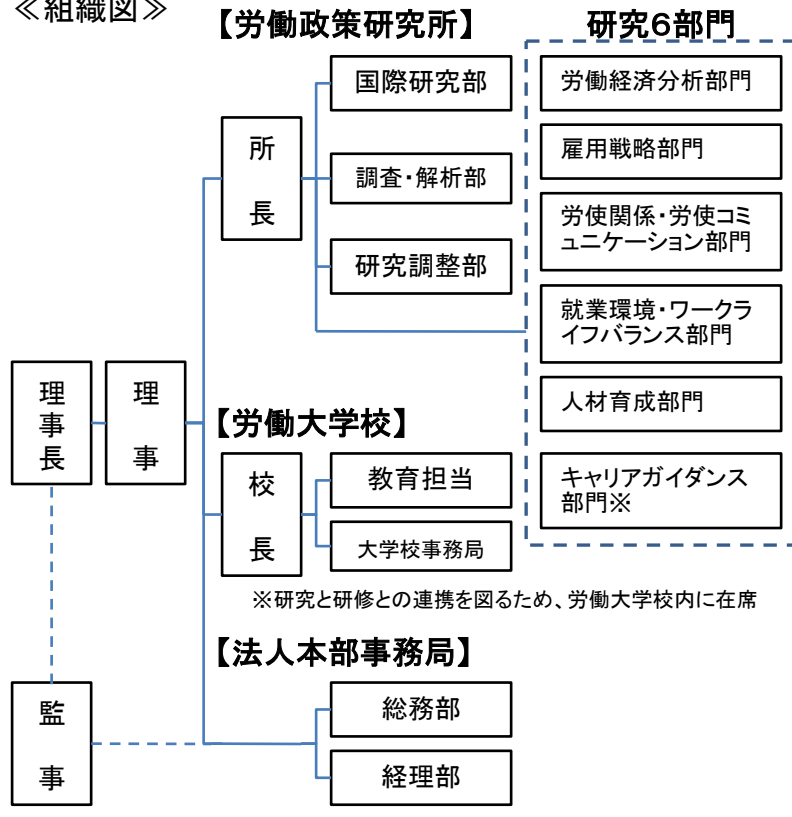 ≪組織図≫
【労働政策研究所】
研究6部門
国際研究部
調査・解析部
研究調整部
所長
労働経済分析部門
雇用戦略部門
労使関係・労使コミ
ュニケーション部門
就業環境・ワークラ
イフバランス部門
人材育成部門
キャリアガイダンス
部門※
理事長
理事
【労働大学校】
校長
教育担当
大学校事務局
※研究と研修との連携を図るため、労働大学校内に在席
【法人本部事務局】
監事
総務部
経理部